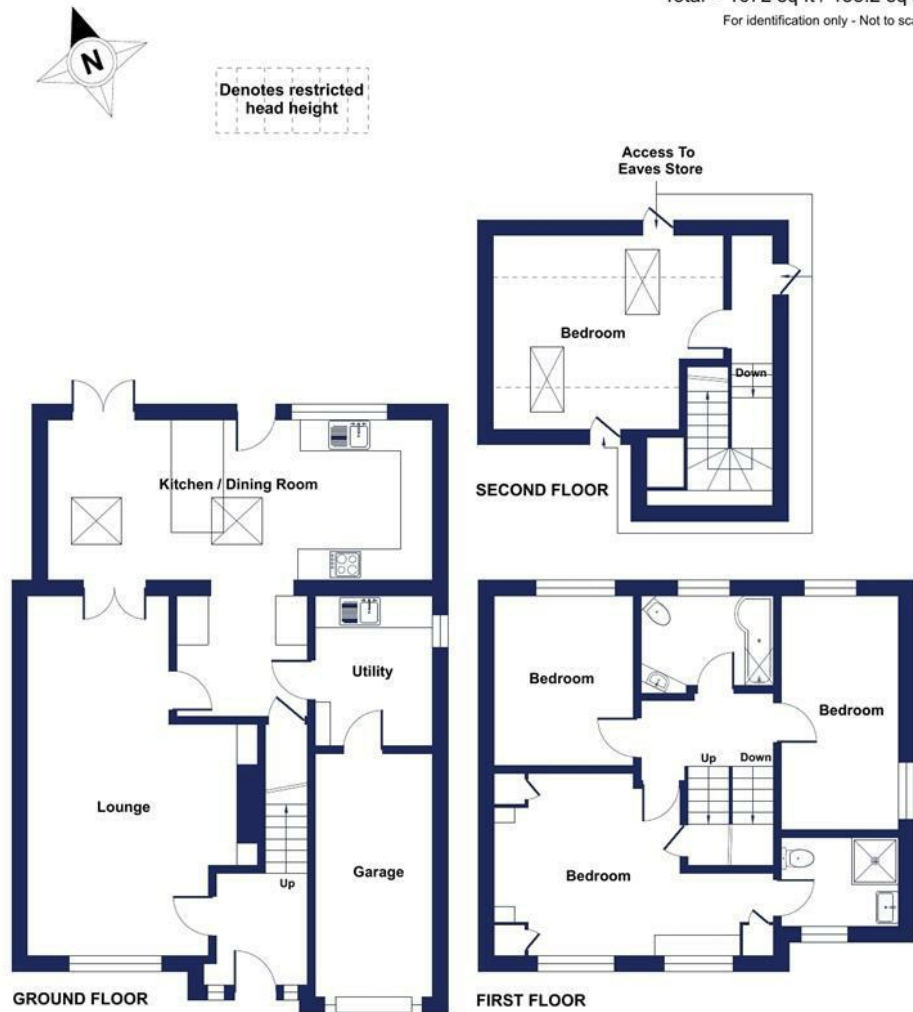 For identification only - Not to sca
N
Denotes restricted
head height
Access To
Eaves Store
Bedroom
Down
SECOND FLOOR
Kitchen / Dining Room
Utility
Lounge
Garage
Up
GROUND FLOOR
Bedroom
Bedroom
Up
Down
Bedroom
FIRST FLOOR